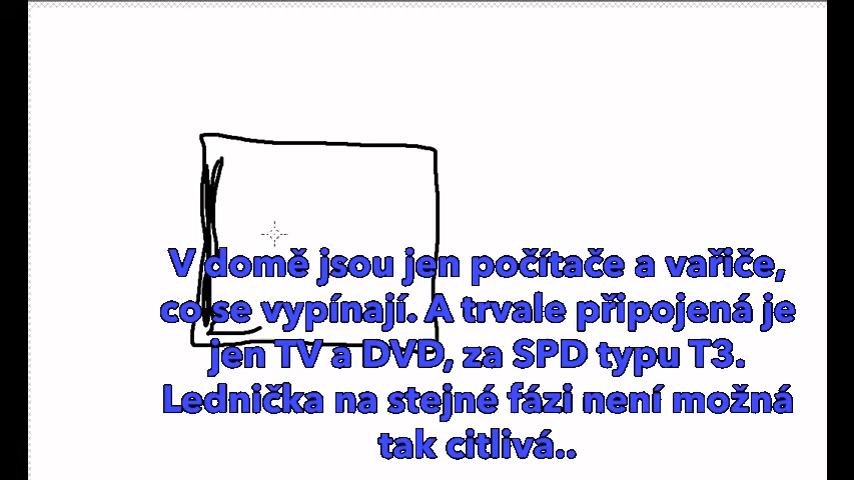 V domě jsou jen počítače a vařiče,
co se vypínají. A trvale připojená je
jen TV a DVD, za SPD typu T3.
Lednička na stejné fázi není možná
tak citlivá..